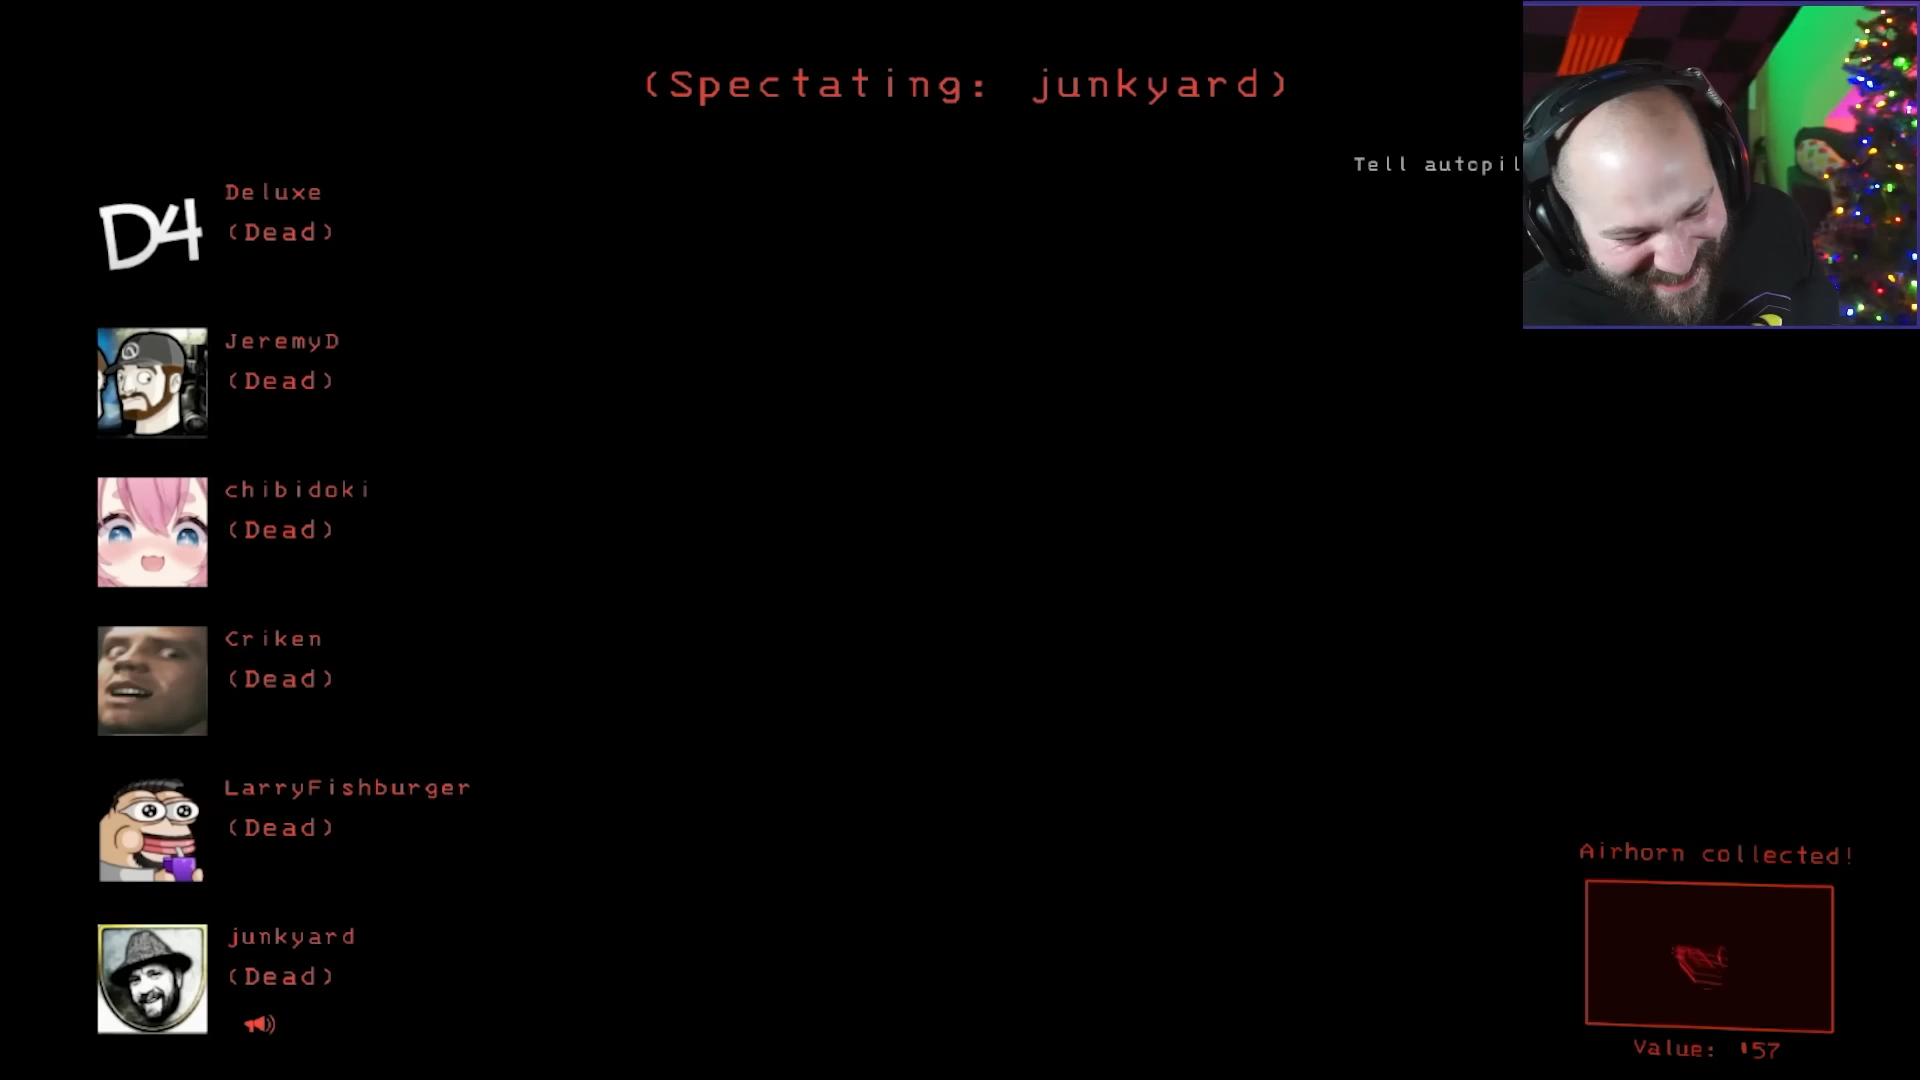 (Spectating: junkyard)
Tell autopil
D4
Deluxe
(Dead)
JeremyD
(Dead)
chibidoki
(Dead)
Criken
(Dead)
LarryFishburger
(Dead)
junkyard
(Dead)
Airhorn collected!
Value: 57